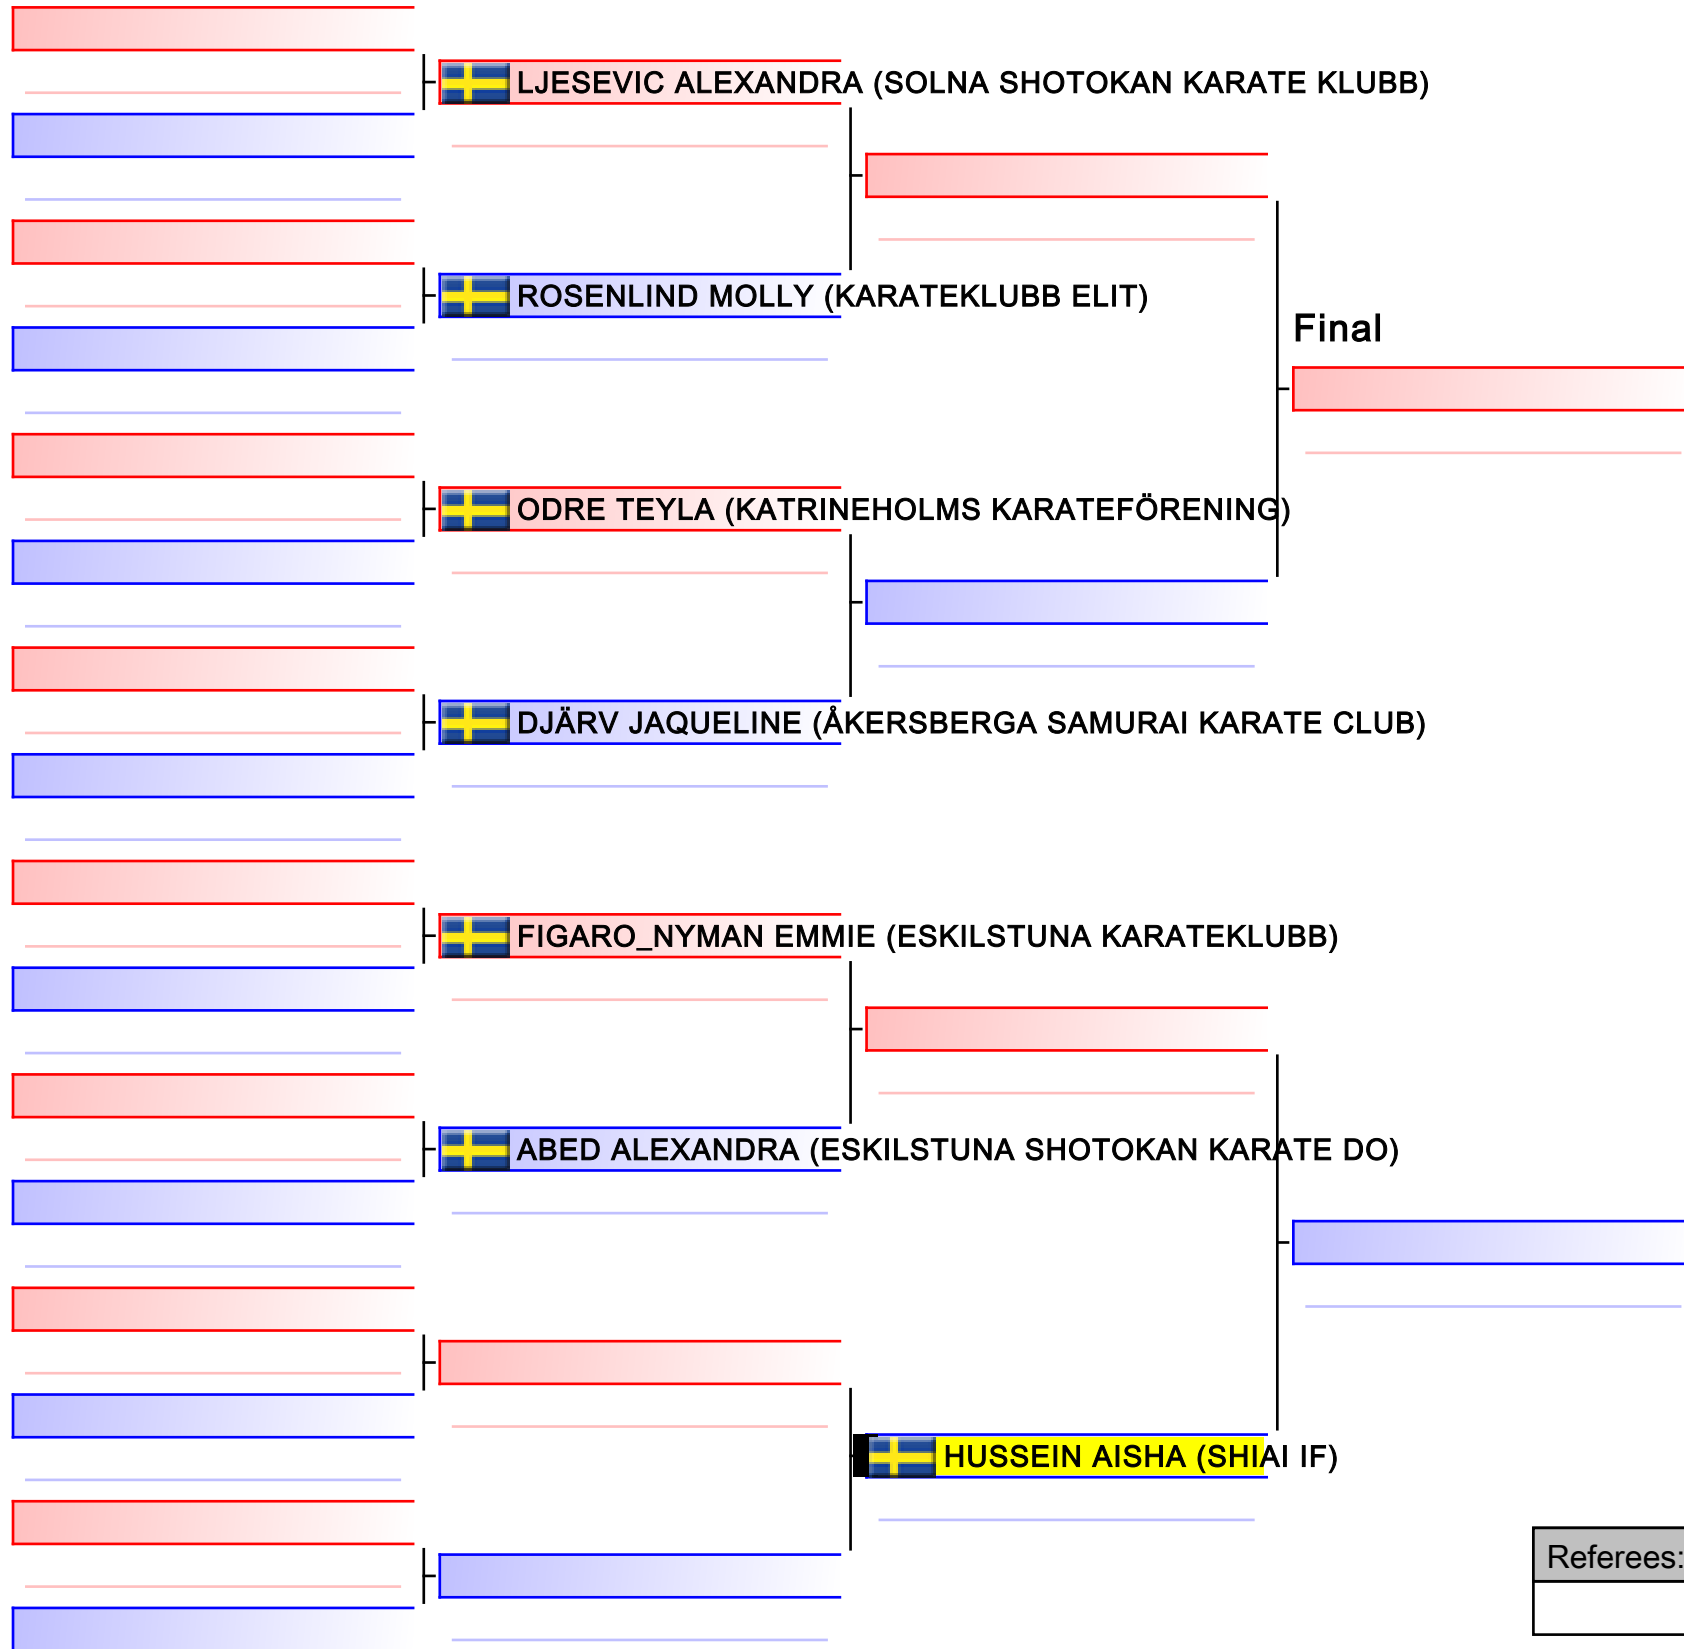 LJESEVIC ALEXANDRA (SOLNA SHOTOKAN KARATE KLUBB)
ROSENLIND MOLLY (KARATEKLUBB ELIT)
Final
ODRE TEYLA (KATRINEHOLMS KARATEFÖRENING)
DJÄRV JAQUELINE (ÅKERSBERGA SAMURAI KARATE CLUB)
FIGARO_NYMAN EMMIE (ESKILSTUNA KARATEKLUBB)
ABED ALEXANDRA (ESKILSTUNA SHOTOKAN KARATE DO)
HUSSEIN AISHA (SHIAI IF)
Referees: